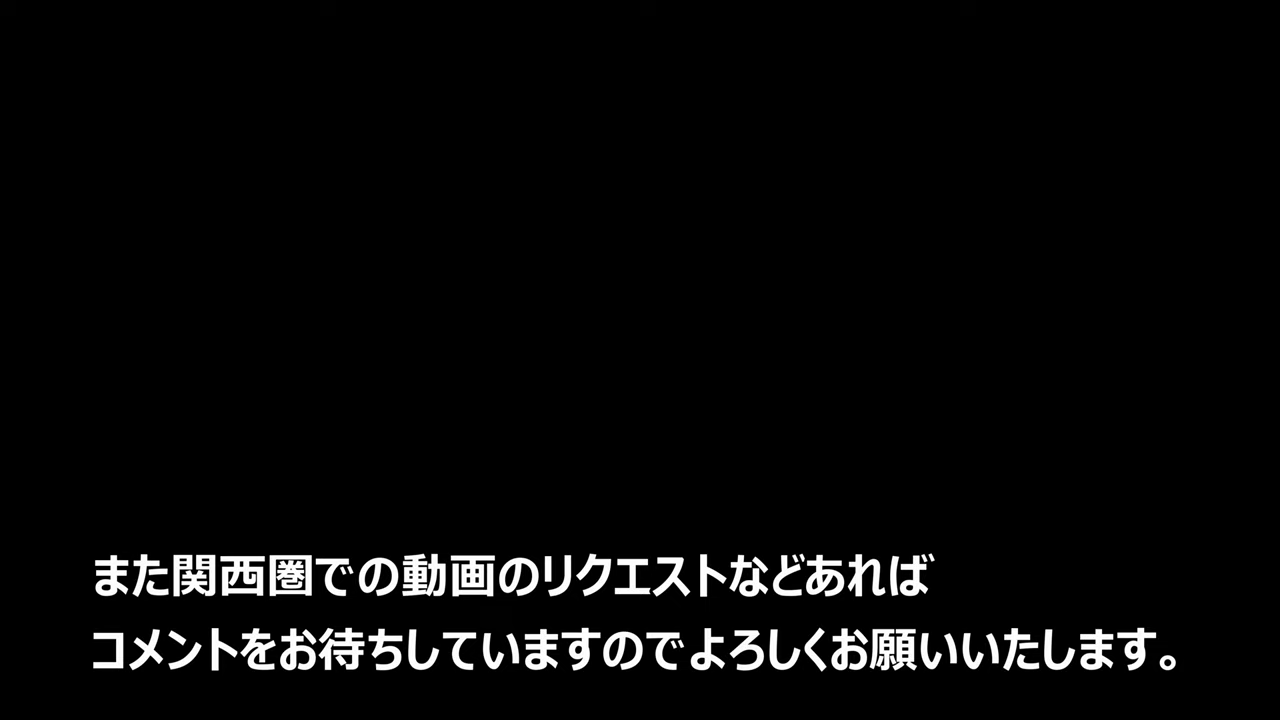 また関西圏での動画のリクエストなどあれば
コメントをお待ちしていますのでよろしくお願いいたします。